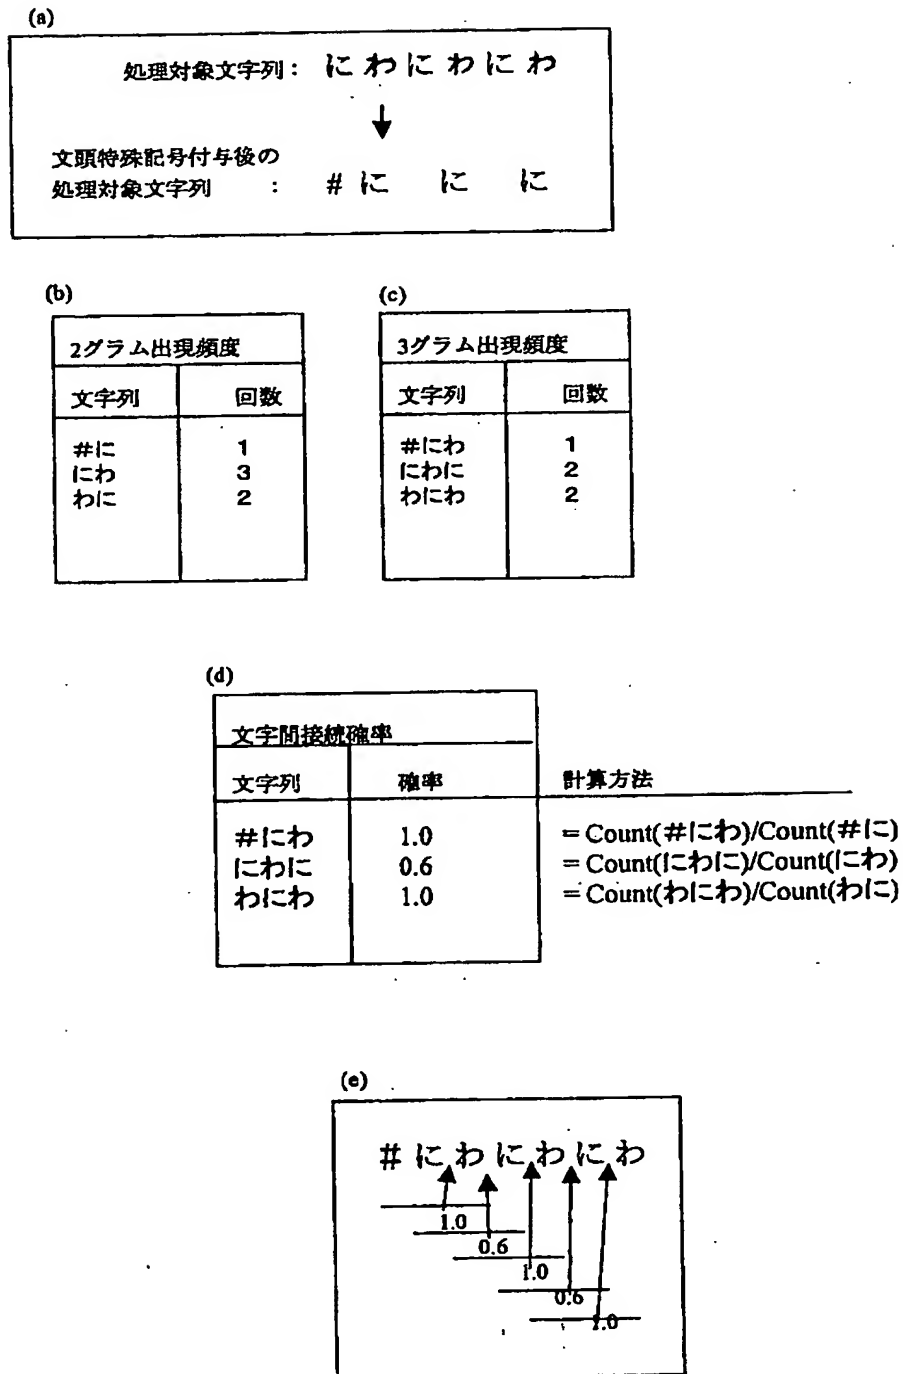 (a)
処理対象文字列： に わ に わ に わ
文頭特殊記号付与後の
処理対象文字列 ： # に に に
(b)
2グラム出現頻度
文字列 回数
#に 1
にわ 3
わに 2
(c)
3グラム出現頻度
文字列 回数
#にわ 1
にわに 2
わにわ 2
(d)
文字間接続確率
文字列 確率 計算方法
#にわ 1.0 = Count(#にわ)/Count(#に)
にわに 0.6 = Count(にわに)/Count(にわ)
わにわ 1.0 = Count(わにわ)/Count(わに)
(e)
# に わ に わ に わ
1.0
0.6
1.0
0.6
1.0